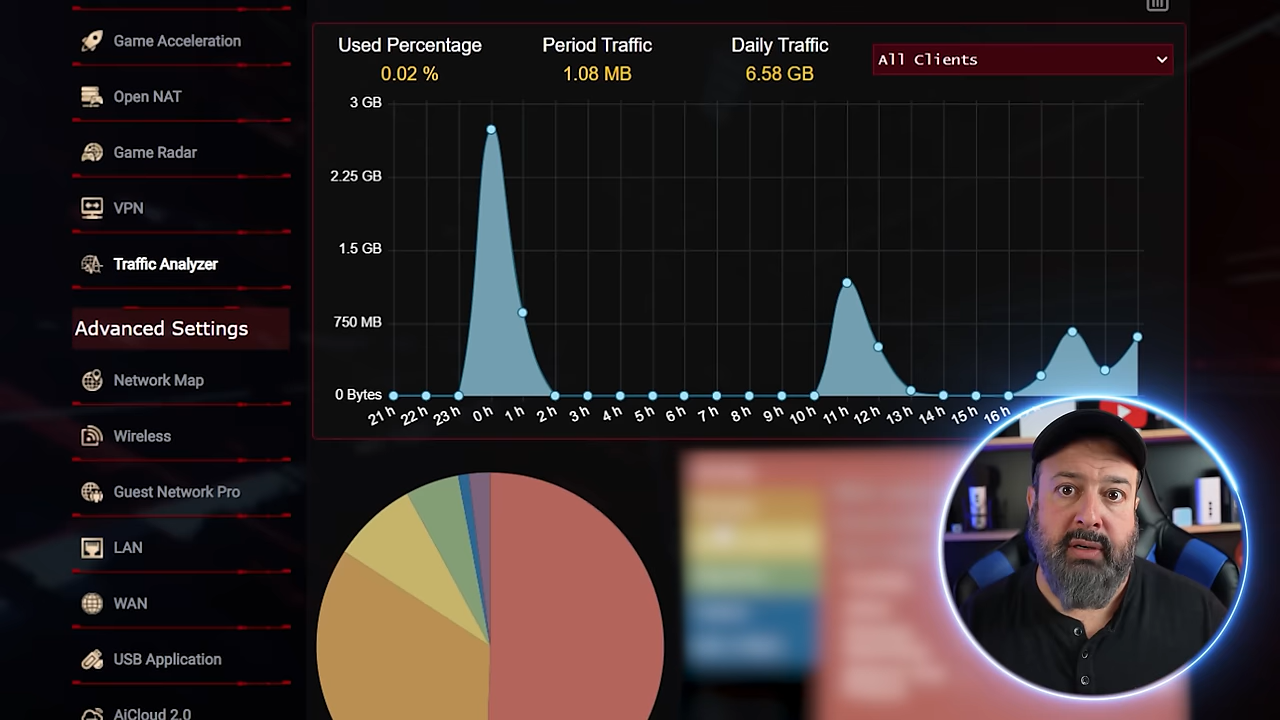 Game Acceleration
Open NAT
Game Radar
VPN
Traffic Analyzer
Advanced Settings
Network Map
Wireless
Guest Network Pro
LAN
WAN
USB Application
AiCloud 2.0
Used Percentage
0.02 %
Period Traffic
1.08 MB
Daily Traffic
6.58 GB
All Clients
3 GB
2.25 GB
1.5 GB
750 MB
0 Bytes
21 h 22 h 23 h 0 h 1 h 2 h 3 h 4 h 5 h 6 h 7 h 8 h 9 h 10 h 11 h 12 h 13 h 14 h 15 h 16 h